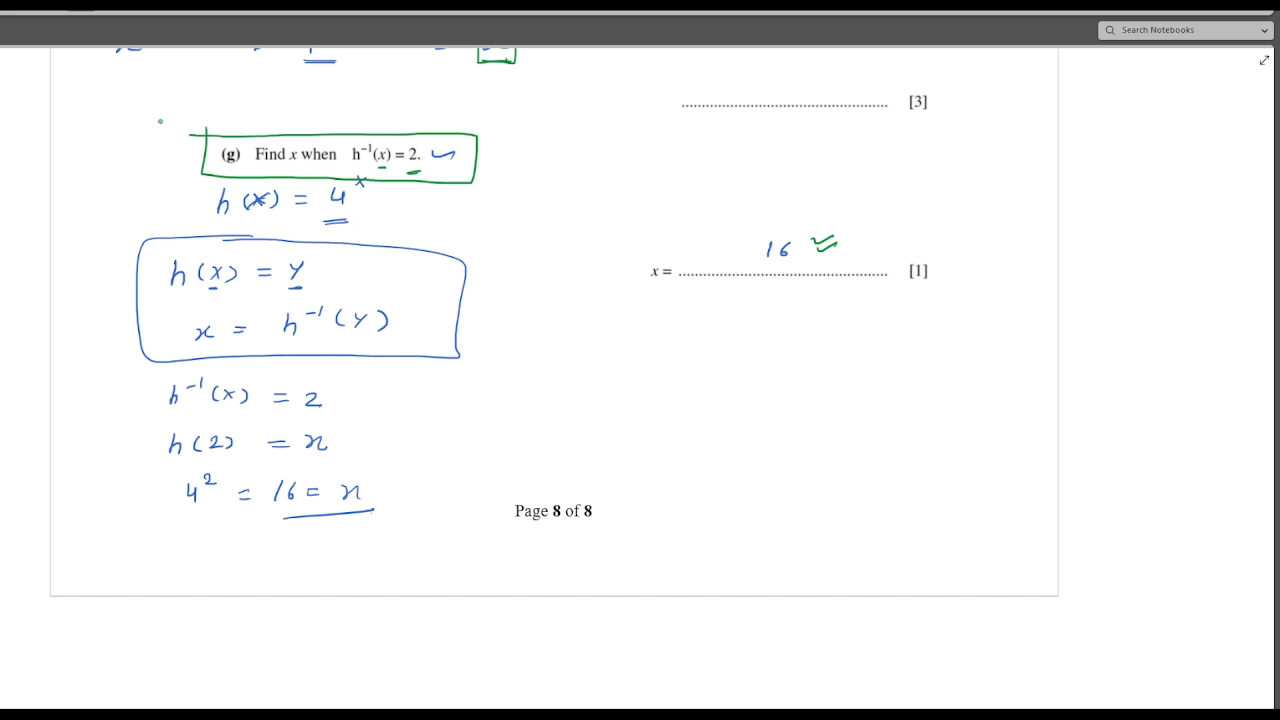 Search Notebooks
[3]
(g) Find x when h⁻¹(x) = 2.
h (x) = 4ˣ
h (x) = y
x = h⁻¹ (y)
16
x = .................................................... [1]
h⁻¹ (x) = 2
h (2) = x
4² = 16 = x
Page 8 of 8